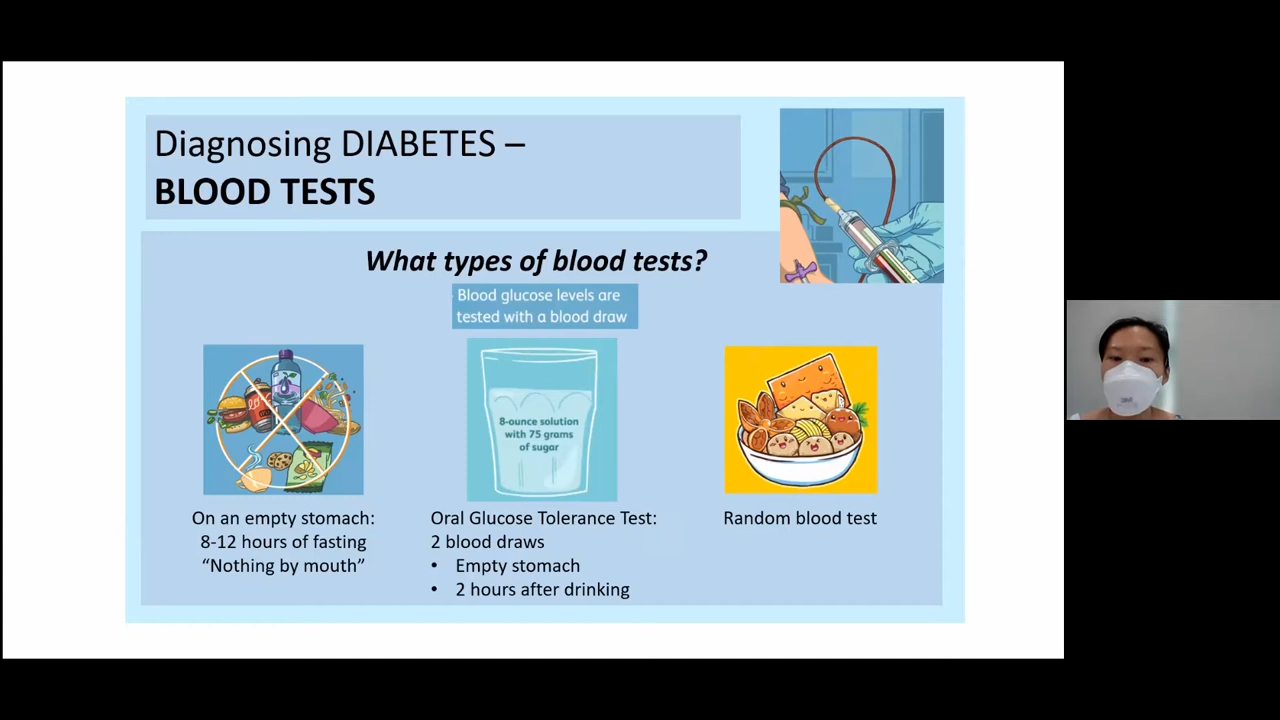 Diagnosing DIABETES –
BLOOD TESTS
What types of blood tests?
Blood glucose levels are
tested with a blood draw
8-ounce solution
with 75 grams
of sugar
On an empty stomach:
8-12 hours of fasting
“Nothing by mouth”
Oral Glucose Tolerance Test:
2 blood draws
• Empty stomach
• 2 hours after drinking
Random blood test